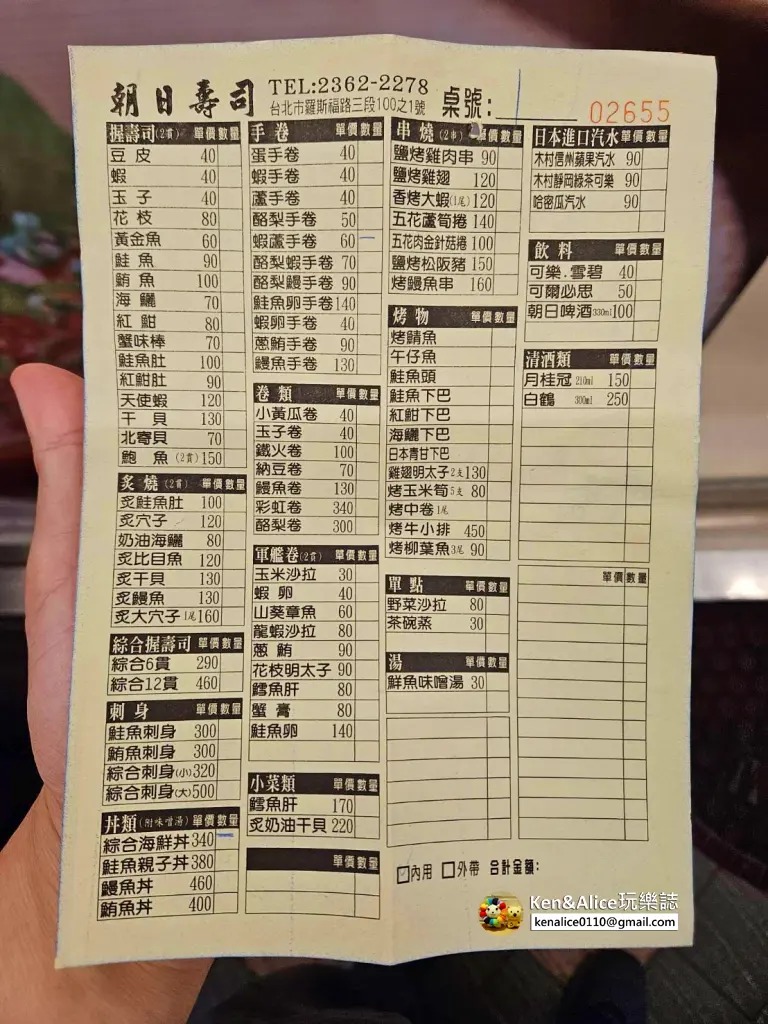 朝日壽司 TEL:2362-2278
台北市羅斯福路三段100之1號
桌號:
02655
握壽司(2貫) 單價 數量
豆皮 40
蝦 40
玉子 40
花枝 80
黃金魚 60
鮭魚 90
鮪魚 100
海鱺 70
紅魽 80
蟹味棒 70
鮭魚肚 100
紅魽肚 90
天使蝦 120
干貝 130
北寄貝 70
鮑魚(2貫) 150
炙燒(2貫) 單價 數量
炙鮭魚肚 100
炙穴子 120
奶油海鱺 80
炙比目魚 120
炙干貝 130
炙鰻魚 130
炙大穴子 1尾 160
綜合握壽司 單價 數量
綜合6貫 290
綜合12貫 460
刺身 單價 數量
鮭魚刺身 300
鮪魚刺身 300
綜合刺身(小) 320
綜合刺身(大) 500
丼類(附味噌湯) 單價 數量
綜合海鮮丼 340
鮭魚親子丼 380
鰻魚丼 460
鮪魚丼 400
手卷 單價 數量
蛋手卷 40
蝦手卷 40
蘆手卷 40
酪梨手卷 50
蝦蘆手卷 60
酪梨蝦手卷 70
酪梨鰻手卷 90
鮭魚卵手卷 140
蝦卵手卷 40
蔥鮪手卷 90
鰻魚手卷 130
卷類 單價 數量
小黃瓜卷 40
玉子卷 40
鐵火卷 100
納豆卷 70
鰻魚卷 130
彩虹卷 340
酪梨卷 300
軍艦卷(2貫) 單價 數量
玉米沙拉 30
蝦卵 40
山葵章魚 60
龍蝦沙拉 80
蔥鮪 90
花枝明太子 90
鱈魚肝 80
蟹膏 80
鮭魚卵 140
小菜類 單價 數量
鱈魚肝 170
炙奶油干貝 220
單價 數量
串燒(2串) 單價 數量
鹽烤雞肉串 90
鹽烤雞翅 120
香烤大蝦(1尾) 120
五花蘆筍捲 140
五花肉金針菇捲 100
鹽烤松阪豬 150
烤鰻魚串 160
烤物 單價 數量
烤鯖魚
午仔魚
鮭魚頭
鮭魚下巴
紅魽下巴
海鱺下巴
日本青甘下巴
雞翅明太子 2支 130
烤玉米筍 5支 80
烤中卷 1尾
烤牛小排 450
烤柳葉魚 3尾 90
單點 單價 數量
野菜沙拉 80
茶碗蒸 30
湯 單價 數量
鮮魚味噌湯 30
日本進口汽水 單價 數量
木村信州蘋果汽水 90
木村靜岡綠茶可樂 90
哈密瓜汽水 90
飲料 單價 數量
可樂.雪碧 40
可爾必思 50
朝日啤酒 330ml 100
清酒類 單價 數量
月桂冠 210ml 150
白鶴 300ml 250
單價 數量
內用 外帶 合計金額:
Ken&Alice玩樂誌
kenalice0110@gmail.com